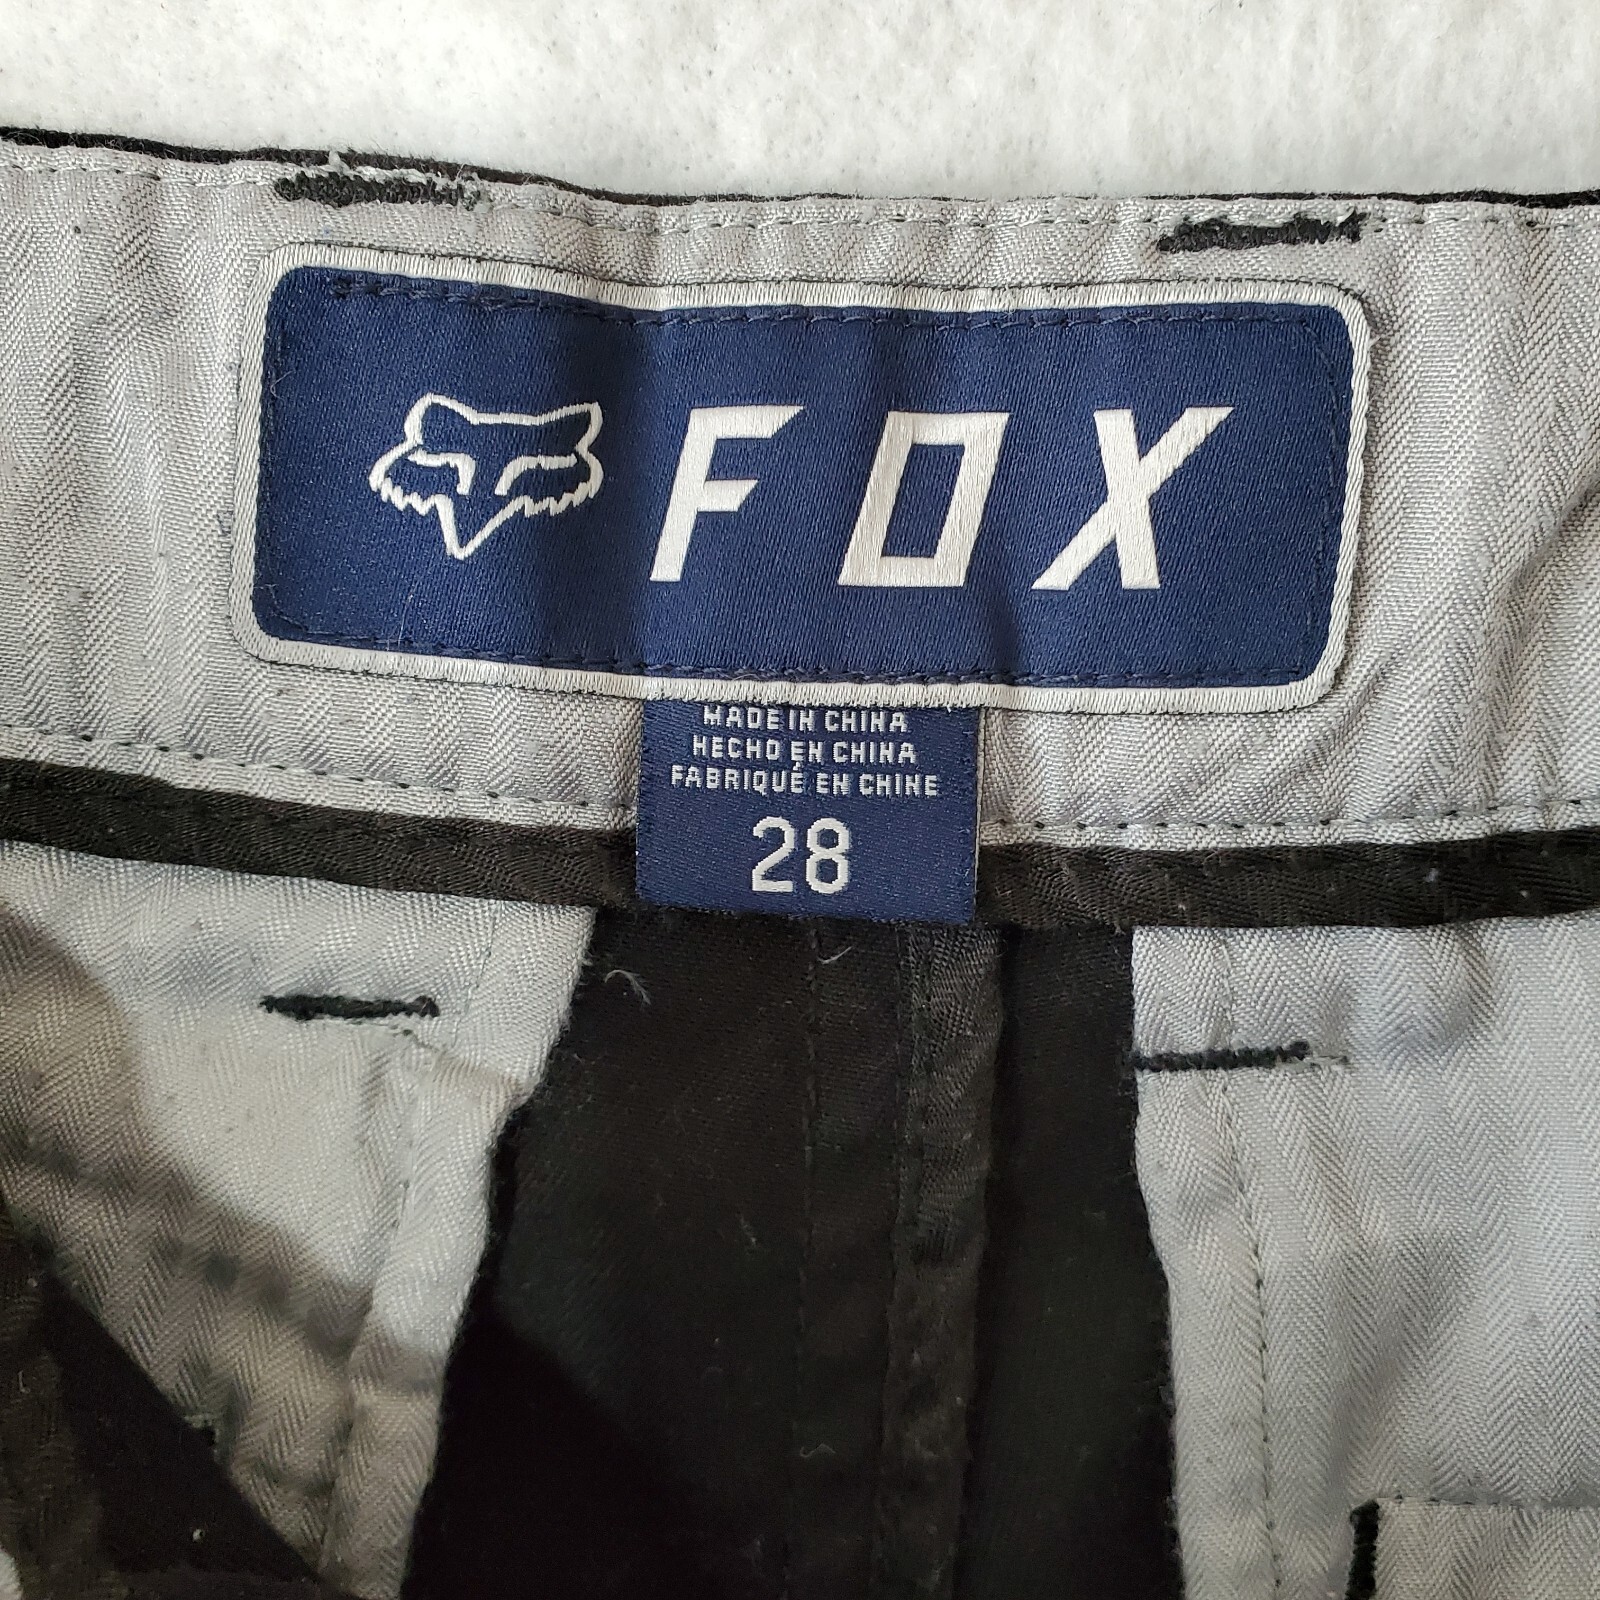 FOX
MADE IN CHINA
HECHO EN CHINA
FABRIQUÉ EN CHINE
28